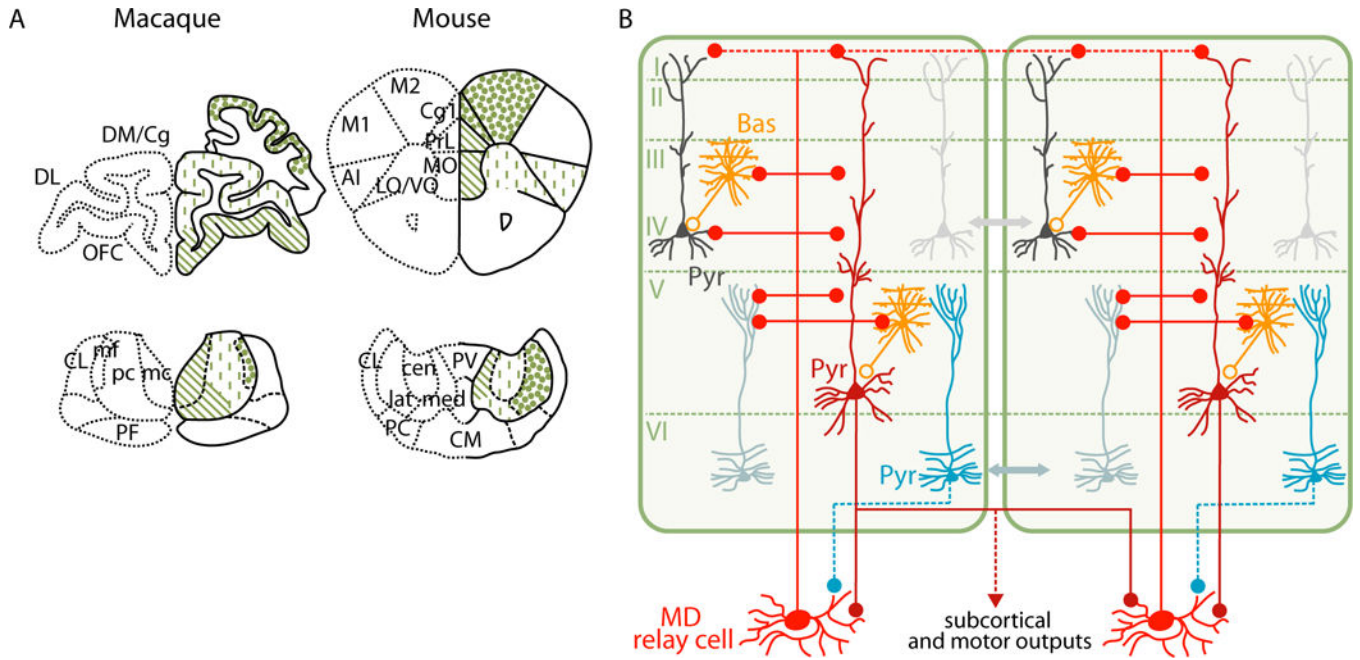 A
Macaque
Mouse
DM/Cg
DL
OFC
M2
M1
Cg1
PrL
MO
AI
LO/VO
CL
mf
pc
mc
PF
CL
cen
PV
lat
med
PC
CM
B
I
II
III
IV
V
VI
Bas
Pyr
Pyr
Pyr
MD
relay cell
subcortical
and motor outputs